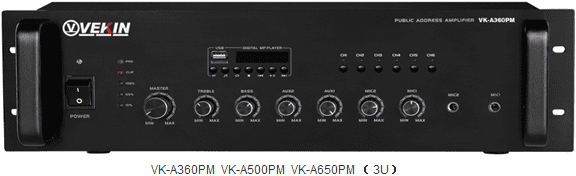 VEKIN
PUBLIC ADDRESS AMPLIFIER VK-A360PM
USB DIGITAL MP PLAYER
CH1 CH2 CH3 CH4 CH5 CH6
CLIP
POWER
MASTER TREBLE BASS AUX2 AUX1 MIC2 MIC1 MIC2 MIC1
MIN MAX MIN MAX MIN MAX MIN MAX MIN MAX MIN MAX MIN MAX
VK-A360PM VK-A500PM VK-A650PM (3U)